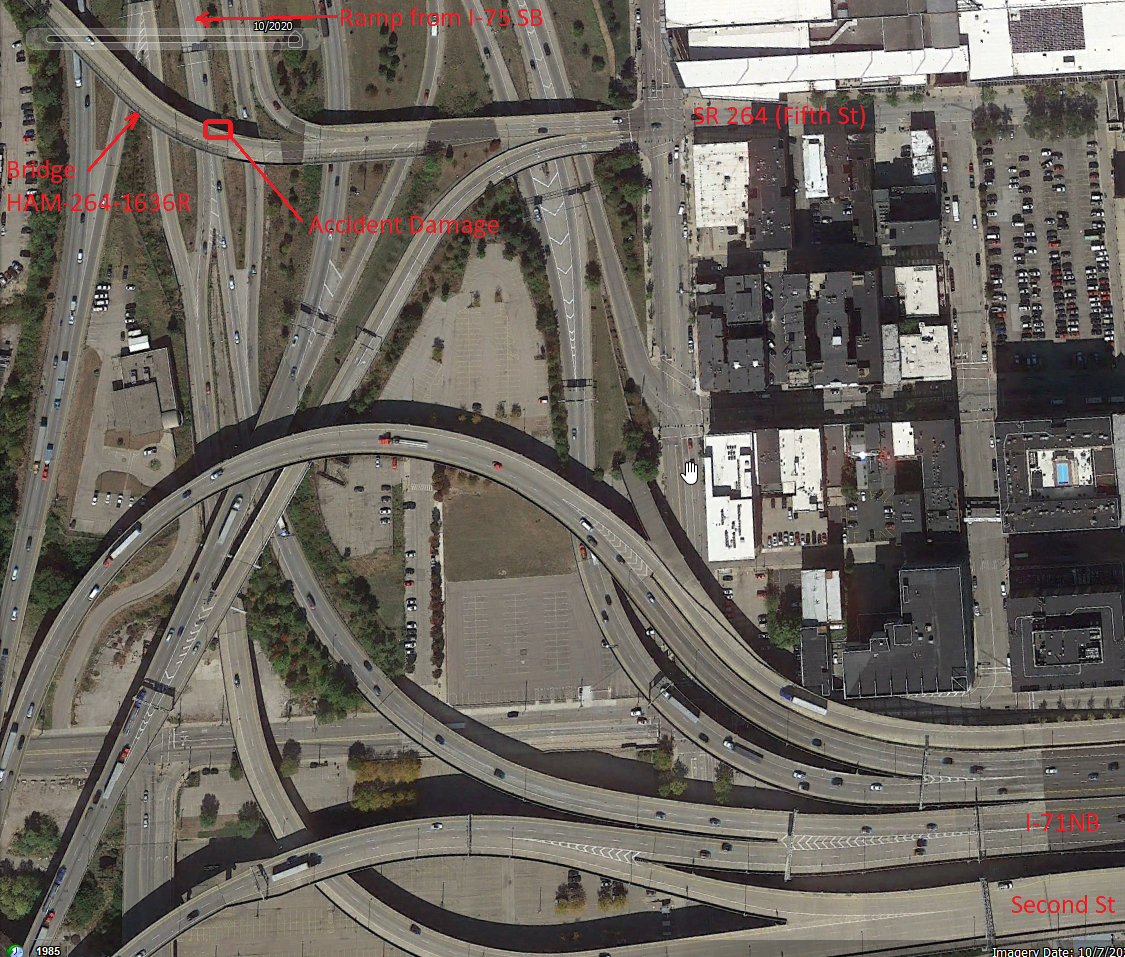 Ramp from I-75 SB
10/2020
SR 264 (Fifth St)
Bridge
HAM-264-1636R
Accident Damage
I-71NB
Second St
1985
Imagery Date: 10/7/20